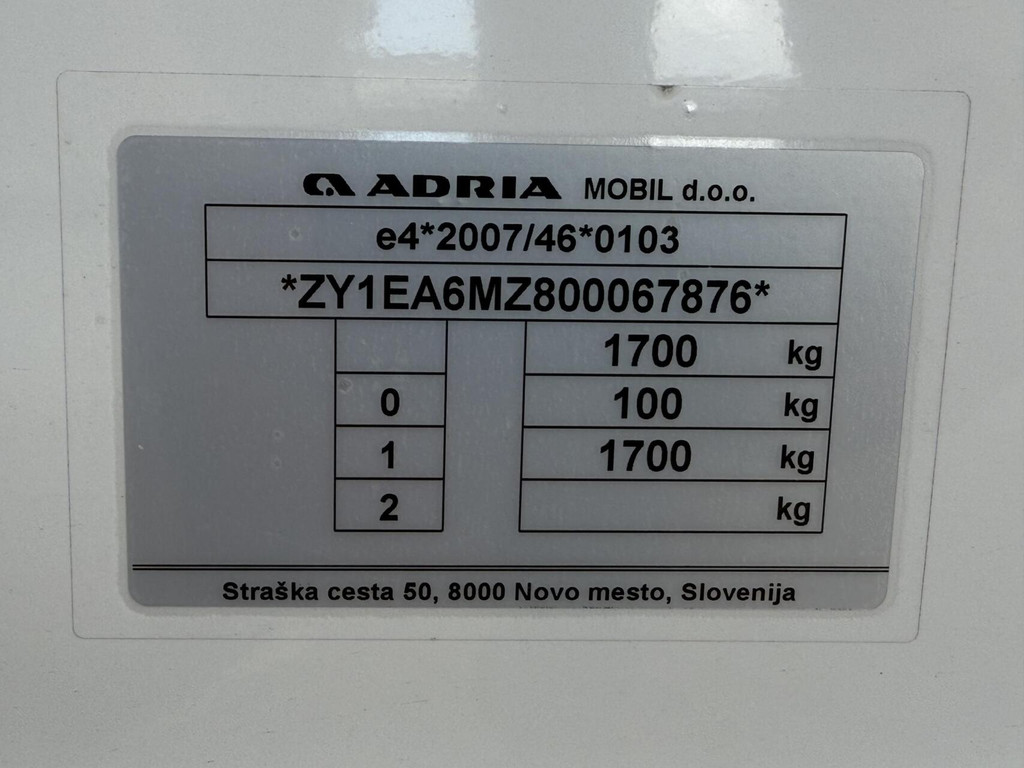 ADRIA MOBIL d.o.o.
e4*2007/46*0103
*ZY1EA6MZ800067876*
1700 kg
0 100 kg
1 1700 kg
2 kg
Straška cesta 50, 8000 Novo mesto, Slovenija